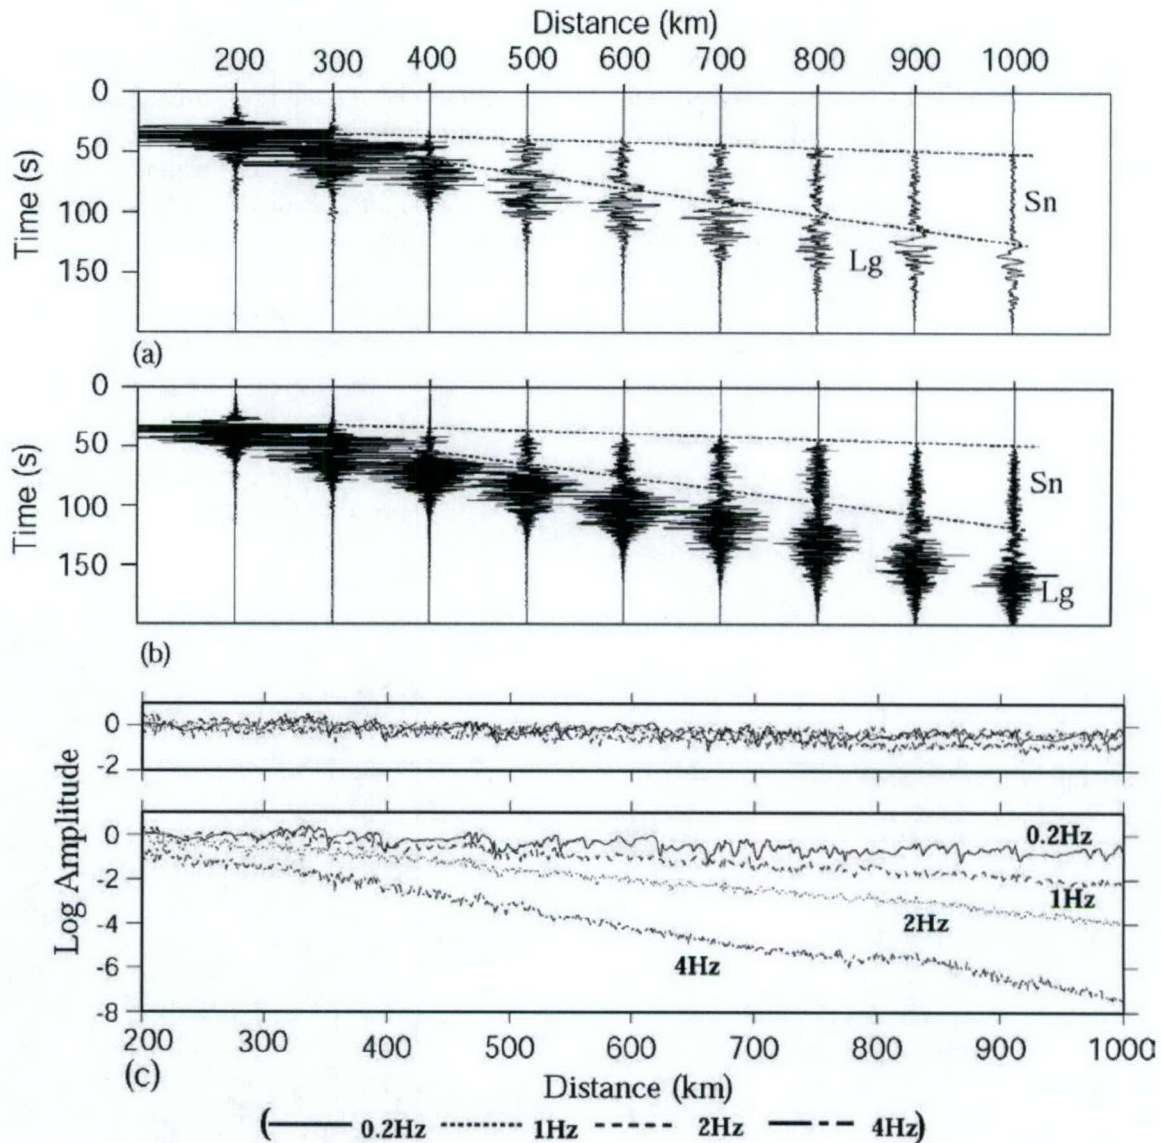 Distance (km)
200 300 400 500 600 700 800 900 1000
0
50
100
150
Time (s)
Sn
Lg
(a)
0
50
100
150
Time (s)
Sn
Lg
(b)
0
-2
0
-2
-4
-6
-8
Log Amplitude
0.2Hz
1Hz
2Hz
4Hz
200 300 400 500 600 700 800 900 1000
(c)
Distance (km)
( 0.2Hz 1Hz 2Hz 4Hz)